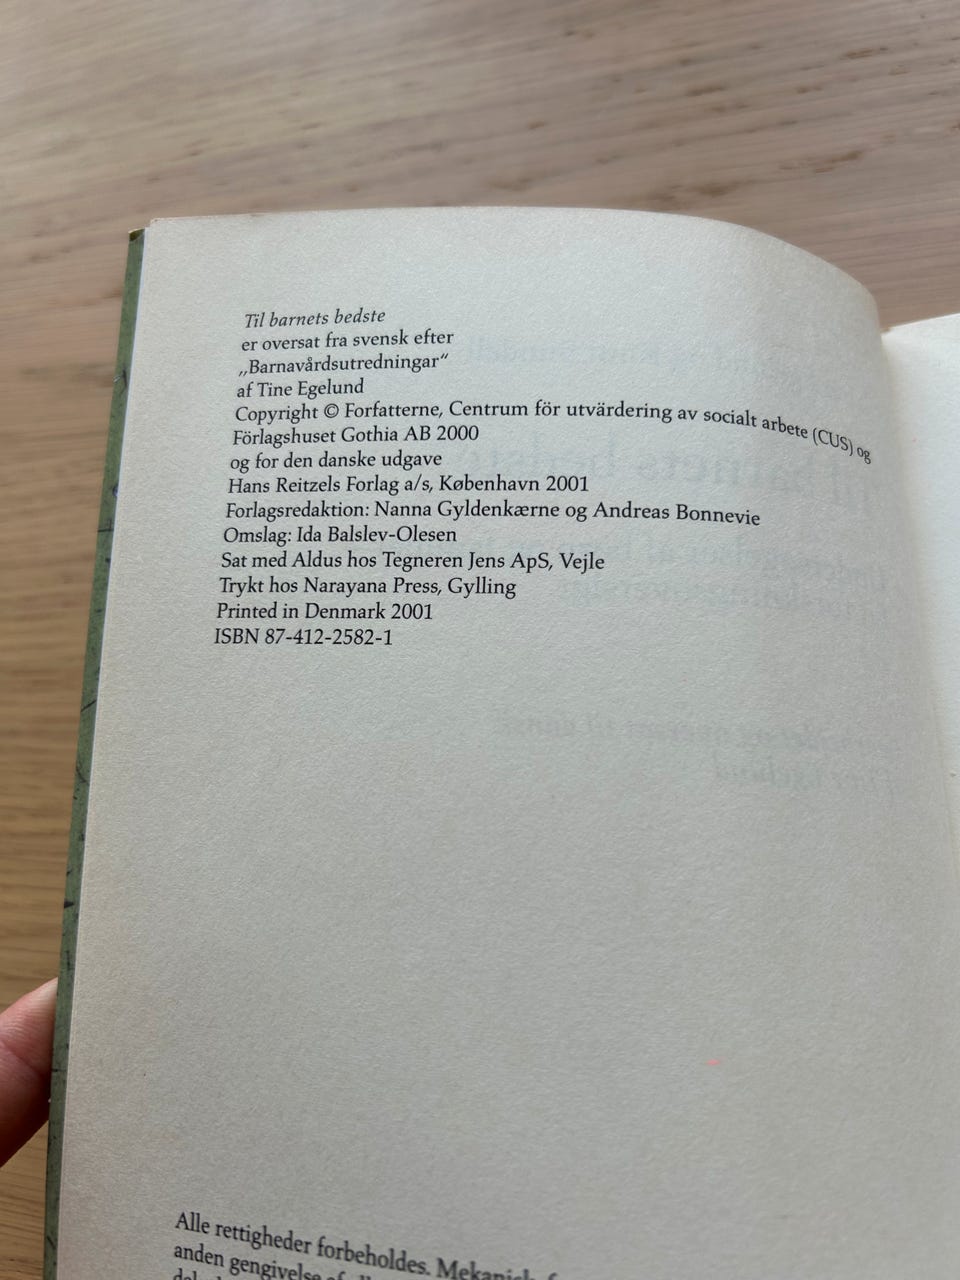 Til barnets bedste
er oversat fra svensk efter
„Barnavårdsutredningar“
af Tine Egelund
Copyright © Forfatterne, Centrum för utvärdering av socialt arbete (CUS) og
Förlagshuset Gothia AB 2000
og for den danske udgave
Hans Reitzels Forlag a/s, København 2001
Forlagsredaktion: Nanna Gyldenkærne og Andreas Bonnevie
Omslag: Ida Balslev-Olesen
Sat med Aldus hos Tegneren Jens ApS, Vejle
Trykt hos Narayana Press, Gylling
Printed in Denmark 2001
ISBN 87-412-2582-1
Alle rettigheder forbeholdes. Mekanisk
anden gengivelse af